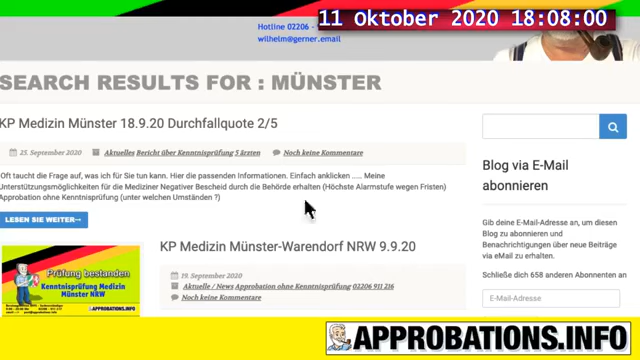 11 Oktober 2020 18:08:00
Hotline 02206 -
wilhelm@gerner.email
SEARCH RESULTS FOR : MÜNSTER
KP Medizin Münster 18.9.20 Durchfallquote 2/5
25. September 2020 Aktuelles Bericht über Kenntnisprüfung 5 ärzten Noch keine Kommentare
Oft taucht die Frage auf, was ich für Sie tun kann. Hier die passenden Informationen. Einfach anklicken ..... Meine
Unterstützungsmöglichkeiten für die Mediziner Negativer Bescheid durch die Behörde erhalten (Höchste Alarmstufe wegen Fristen)
Approbation ohne Kenntnisprüfung (unter welchen Umständen ?)
LESEN SIE WEITER
KP Medizin Münster-Warendorf NRW 9.9.20
19. September 2020
Aktuelle / News Approbation ohne Kenntnisprüfung 02206 911 216
Noch keine Kommentare
Prüfung bestanden
Kenntnisprüfung Medizin
Münster NRW
Blog via E-Mail
abonnieren
Gib deine E-Mail-Adresse an, um diesen
Blog zu abonnieren und
Benachrichtigungen über neue Beiträge
via eMail zu erhalten.
Schließe dich 658 anderen Abonnenten an
E-Mail-Adresse
APPROBATIONS.INFO